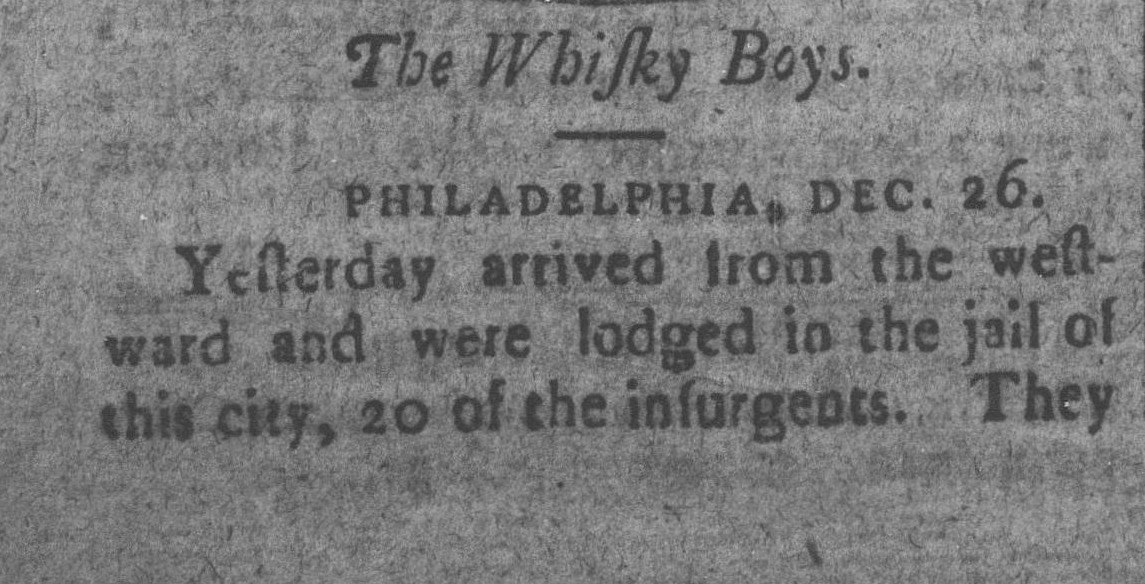 The Whiſky Boys.
PHILADELPHIA, DEC. 26.
Yeſterday arrived from the weſt-
ward and were lodged in the jail of
this city, 20 of the inſurgents. They